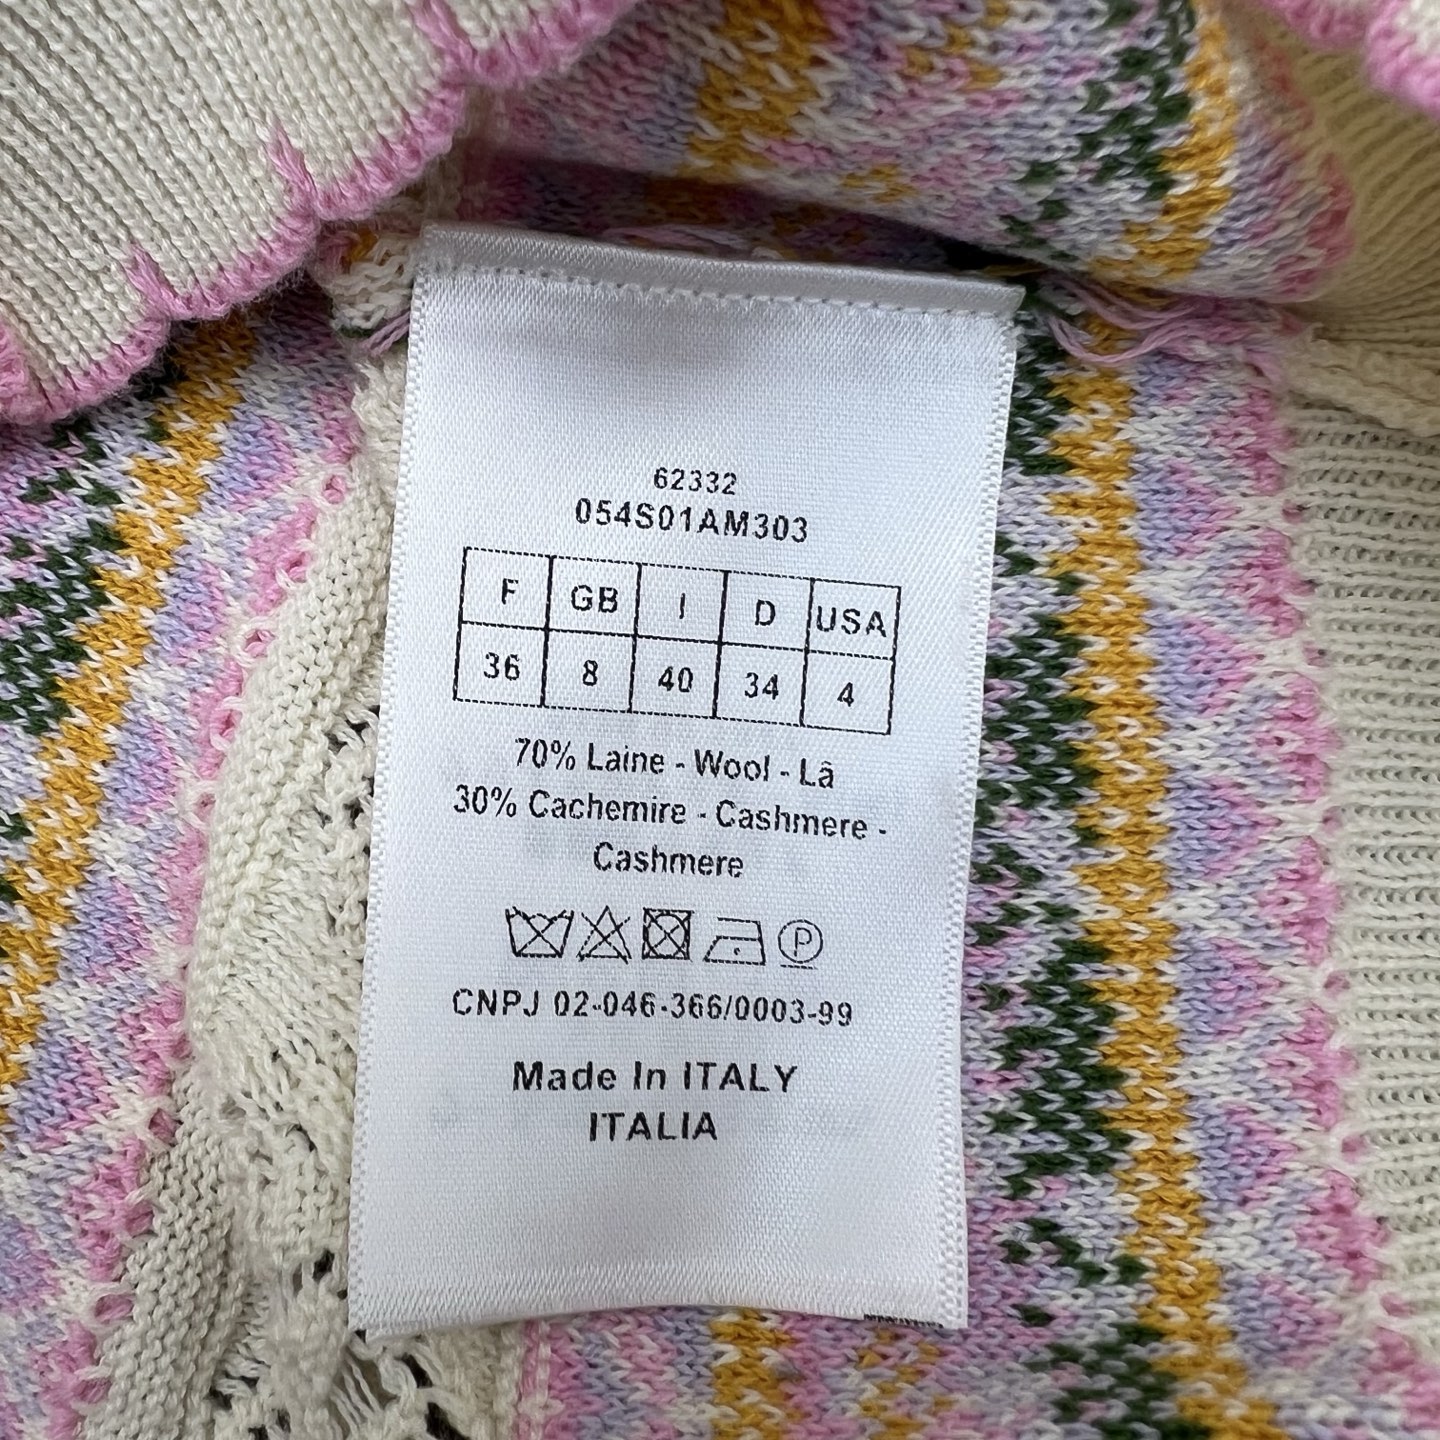 62332
054S01AM303
F GB I D USA
36 8 40 34 4
70% Laine - Wool - Lã
30% Cachemire - Cashmere -
Cashmere
P
CNPJ 02-046-366/0003-99
Made In ITALY
ITALIA